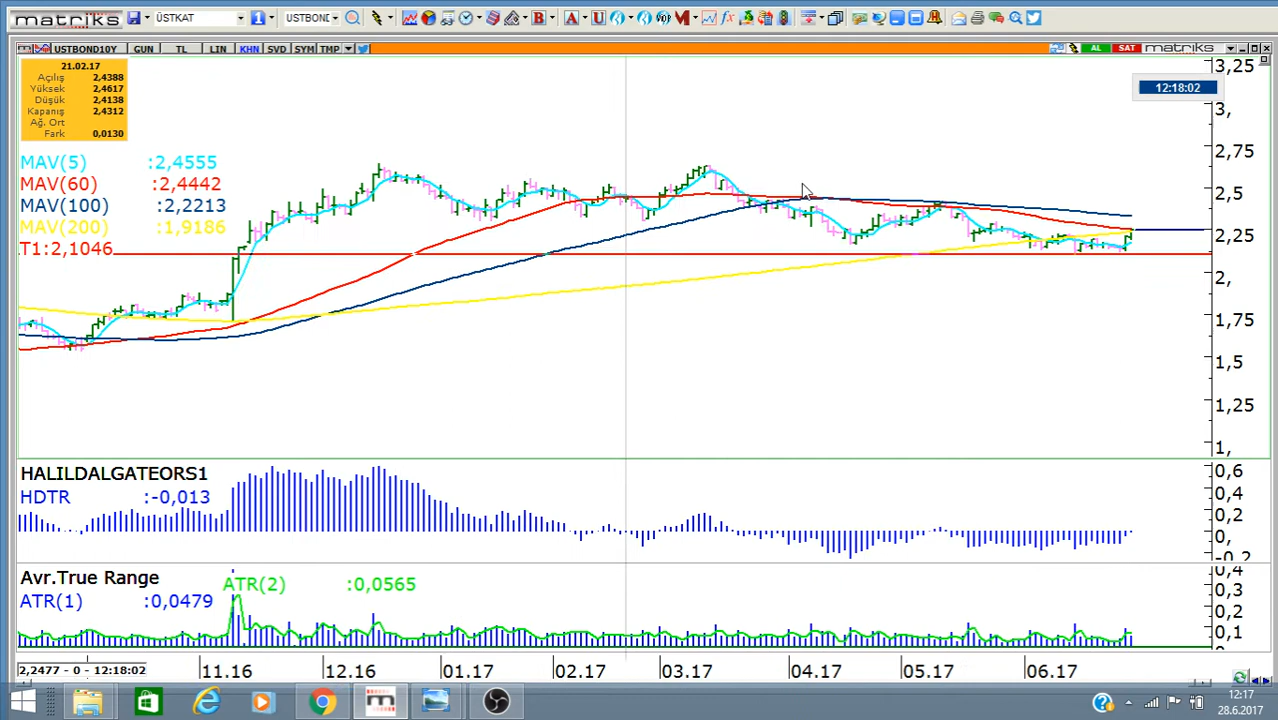 matriks ÜSTKAT USTBOND
USTBOND10Y GUN TL LIN KHN SVD SYM TMP AL SAT matriks
21.02.17
Açılış 2,4388
Yüksek 2,4617
Düşük 2,4138
Kapanış 2,4312
Ağ. Ort
Fark 0,0130
12:18:02
MAV(5) :2,4555
MAV(60) :2,4442
MAV(100) :2,2213
MAV(200) :1,9186
T1:2,1046
3,25
3,
2,75
2,5
2,25
2,
1,75
1,5
1,25
1,
HALILDALGATEORS1
HDTR :-0,013
0,6
0,4
0,2
0,
-0,2
Avr.True Range
ATR(2) :0,0565
ATR(1) :0,0479
0,4
0,3
0,2
0,1
2,2477 - 0 - 12:18:02
11.16 12.16 01.17 02.17 03.17 04.17 05.17 06.17
12:17
28.6.2017